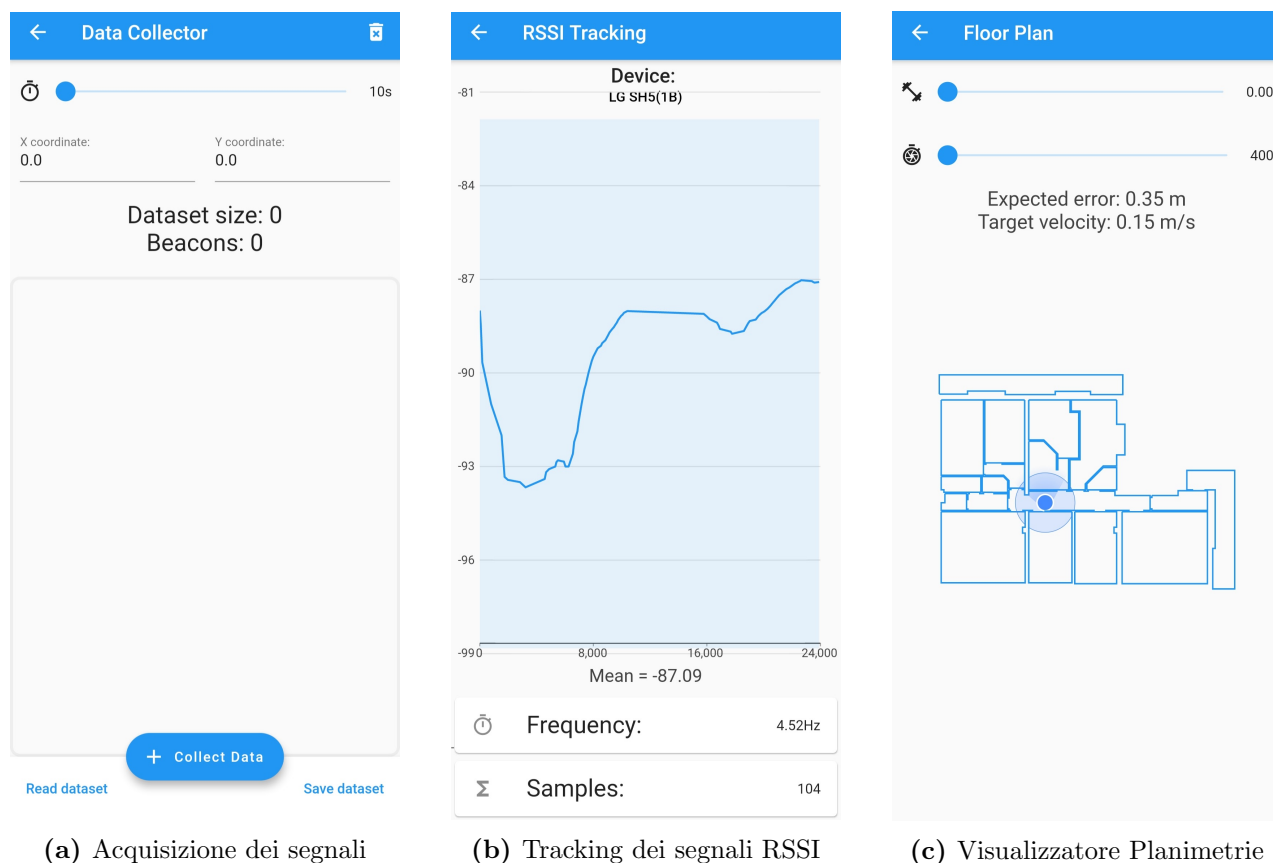 Data Collector
10s
X coordinate:
0.0
Y coordinate:
0.0
Dataset size: 0
Beacons: 0
+ Collect Data
Read dataset
Save dataset
(a) Acquisizione dei segnali
RSSI Tracking
Device:
LG SH5(1B)
-81
-84
-87
-90
-93
-96
-99
0
8,000
16,000
24,000
Mean = -87.09
Frequency:
4.52Hz
Σ
Samples:
104
(b) Tracking dei segnali RSSI
Floor Plan
0.00
400
Expected error: 0.35 m
Target velocity: 0.15 m/s
(c) Visualizzatore Planimetrie